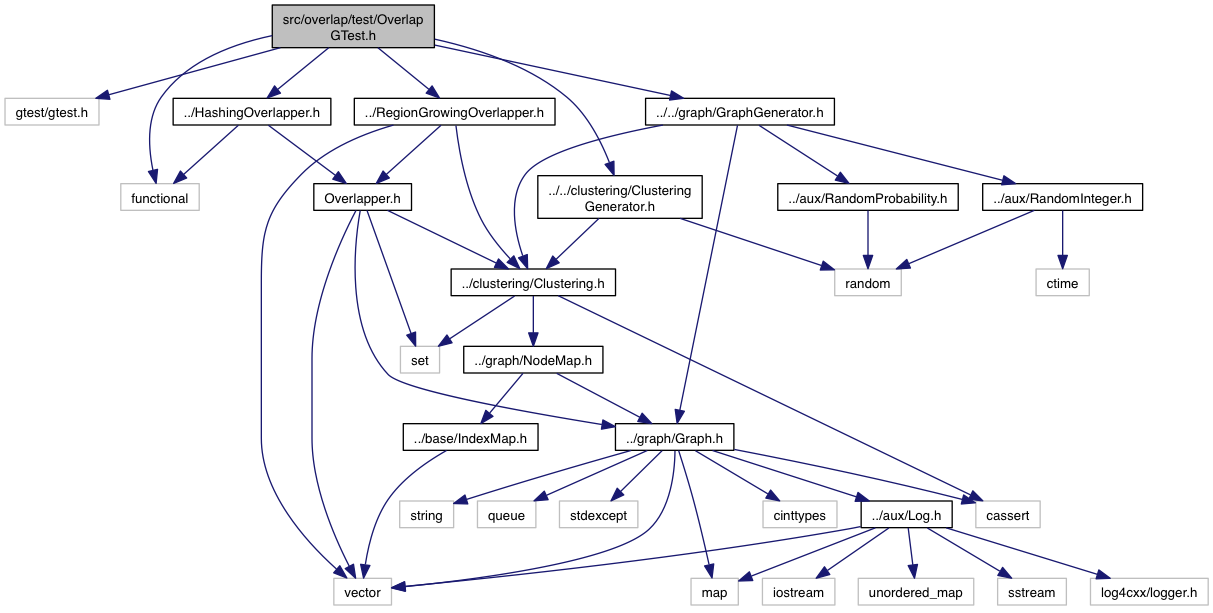 src/overlap/test/Overlap
GTest.h
gtest/gtest.h
../HashingOverlapper.h
../RegionGrowingOverlapper.h
../../graph/GraphGenerator.h
functional
Overlapper.h
../../clustering/Clustering
Generator.h
../aux/RandomProbability.h
../aux/RandomInteger.h
../clustering/Clustering.h
random
ctime
set
../graph/NodeMap.h
../base/IndexMap.h
../graph/Graph.h
string
queue
stdexcept
cinttypes
../aux/Log.h
cassert
vector
map
iostream
unordered_map
sstream
log4cxx/logger.h